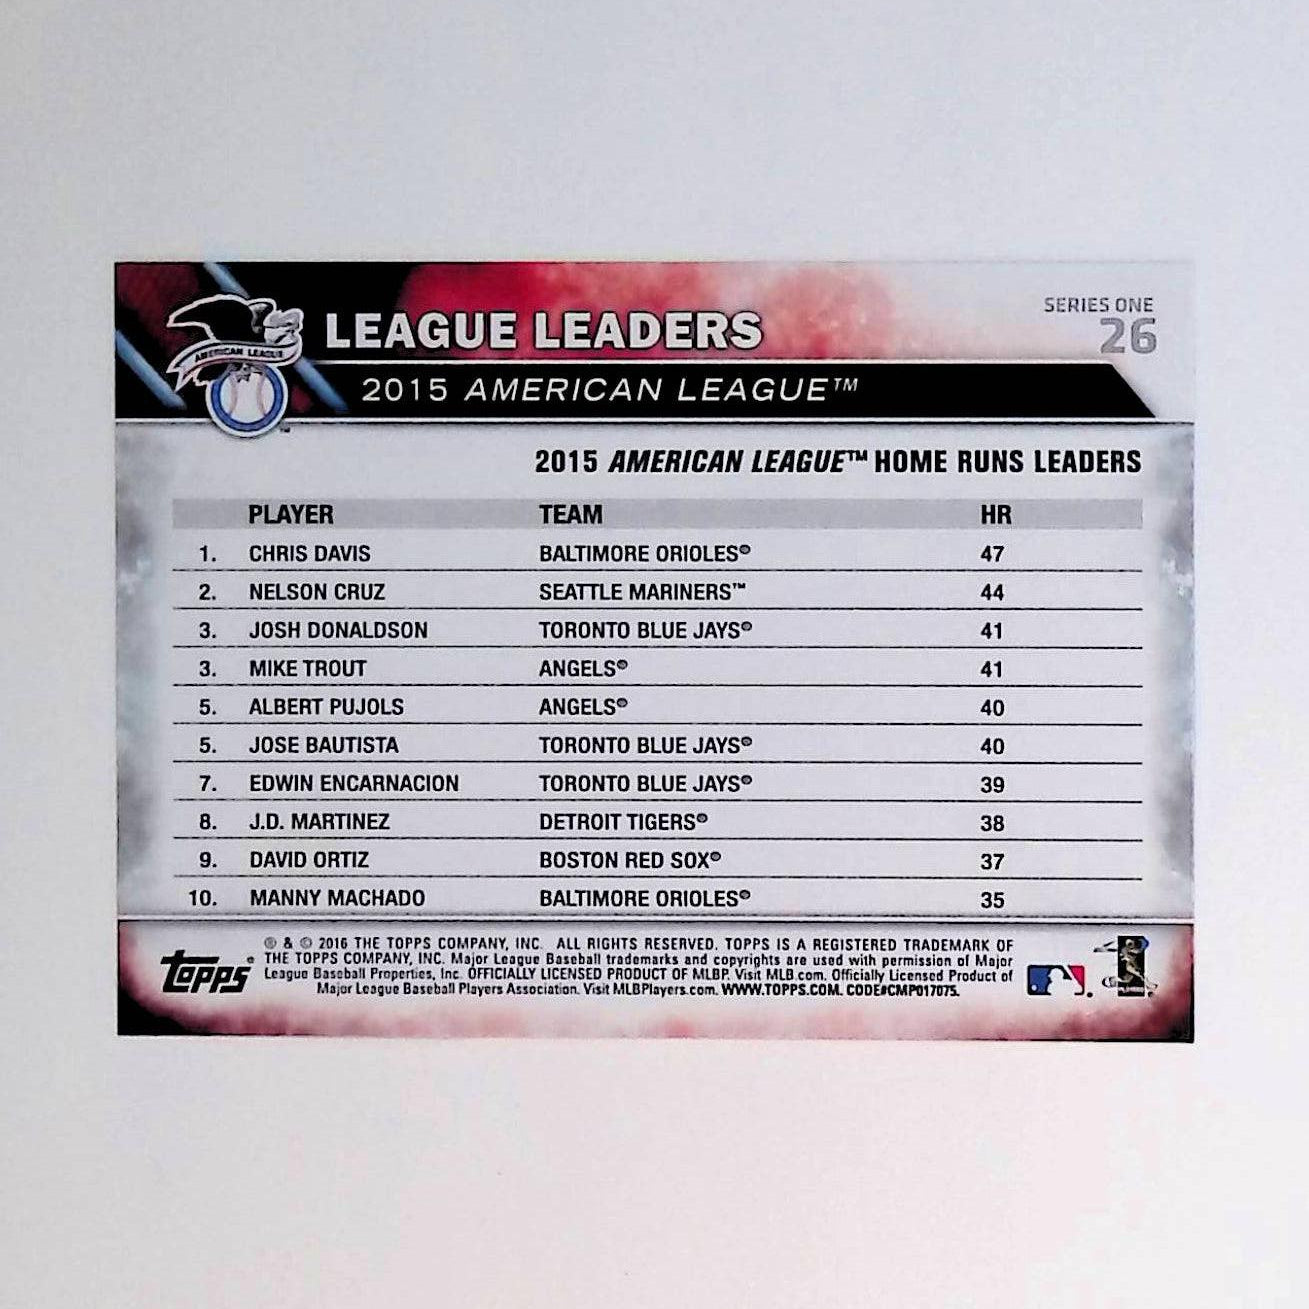 AMERICAN LEAGUE
LEAGUE LEADERS
SERIES ONE
26
2015 AMERICAN LEAGUE™
2015 AMERICAN LEAGUE™ HOME RUNS LEADERS
PLAYER TEAM HR
1. CHRIS DAVIS BALTIMORE ORIOLES® 47
2. NELSON CRUZ SEATTLE MARINERS™ 44
3. JOSH DONALDSON TORONTO BLUE JAYS® 41
3. MIKE TROUT ANGELS® 41
5. ALBERT PUJOLS ANGELS® 40
5. JOSE BAUTISTA TORONTO BLUE JAYS® 40
7. EDWIN ENCARNACION TORONTO BLUE JAYS® 39
8. J.D. MARTINEZ DETROIT TIGERS® 38
9. DAVID ORTIZ BOSTON RED SOX® 37
10. MANNY MACHADO BALTIMORE ORIOLES® 35
topps®
® & © 2016 THE TOPPS COMPANY, INC. ALL RIGHTS RESERVED. TOPPS IS A REGISTERED TRADEMARK OF
THE TOPPS COMPANY, INC. Major League Baseball trademarks and copyrights are used with permission of Major
League Baseball Properties, Inc. OFFICIALLY LICENSED PRODUCT OF MLBP. Visit MLB.com. Officially Licensed Product of
Major League Baseball Players Association. Visit MLBPlayers.com. WWW.TOPPS.COM. CODE#CMP017075.